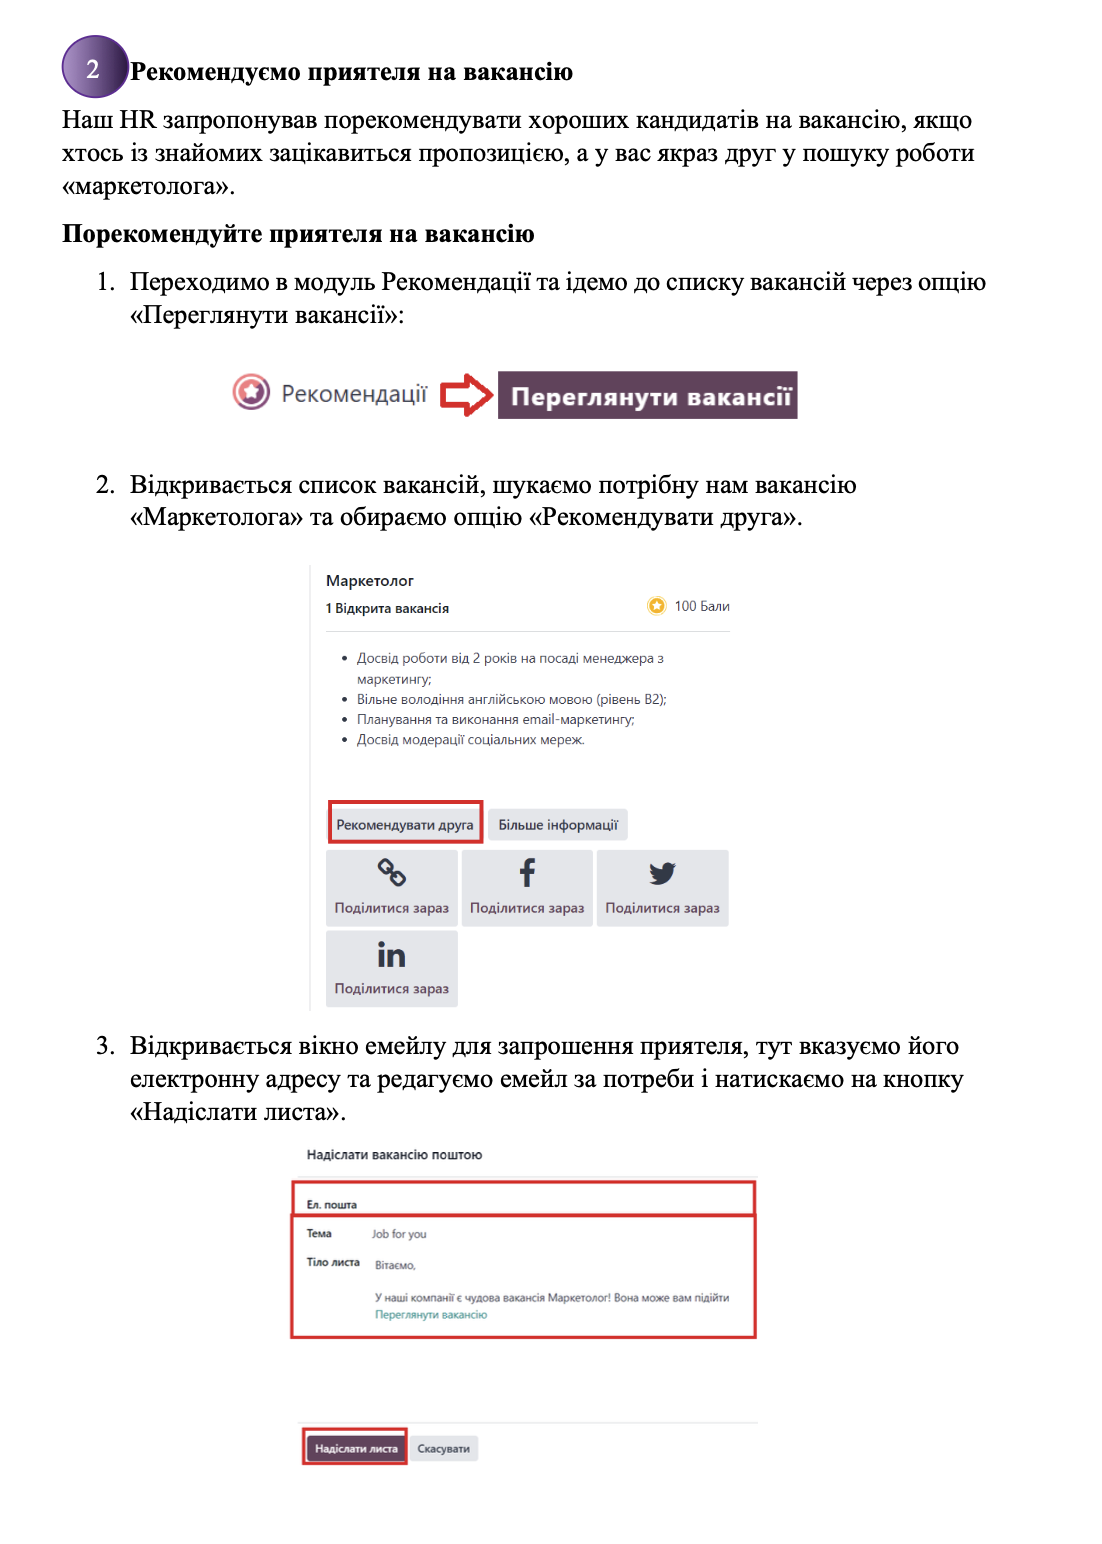 2
Рекомендуємо приятеля на вакансію
Наш HR запропонував порекомендувати хороших кандидатів на вакансію, якщо
хтось із знайомих зацікавиться пропозицією, а у вас якраз друг у пошуку роботи
«маркетолога».
Порекомендуйте приятеля на вакансію
1. Переходимо в модуль Рекомендації та ідемо до списку вакансій через опцію
«Переглянути вакансії»:
Рекомендації
Переглянути вакансії
2. Відкривається список вакансій, шукаємо потрібну нам вакансію
«Маркетолога» та обираємо опцію «Рекомендувати друга».
Маркетолог
1 Відкрита вакансія
100 Бали
• Досвід роботи від 2 років на посаді менеджера з
маркетингу;
• Вільне володіння англійською мовою (рівень B2);
• Планування та виконання email-маркетингу;
• Досвід модерації соціальних мереж.
Рекомендувати друга
Більше інформації
Поділитися зараз
Поділитися зараз
Поділитися зараз
in
Поділитися зараз
3. Відкривається вікно емейлу для запрошення приятеля, тут вказуємо його
електронну адресу та редагуємо емейл за потреби і натискаємо на кнопку
«Надіслати листа».
Надіслати вакансію поштою
Ел. пошта
Тема Job for you
Тіло листа Вітаємо,
У наші компанії є чудова вакансія Маркетолог! Вона може вам підійти
Переглянути вакансію
Надіслати листа
Скасувати